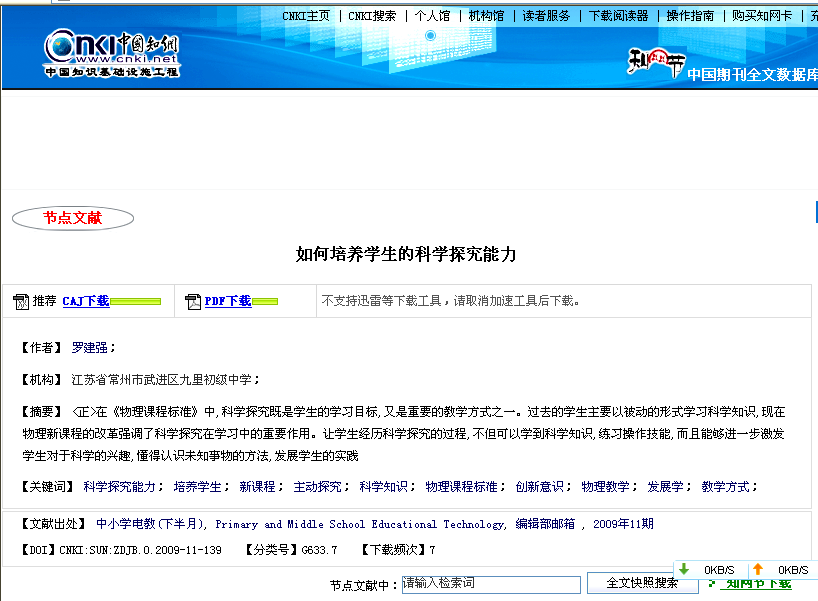 CNKI主页 | CNKI搜索 | 个人馆 | 机构馆 | 读者服务 | 下载阅读器 | 操作指南 | 购买知网卡 |
Cnki中国知网
www.cnki.net
中国知识基础设施工程
中国期刊全文数据库
节点文献
如何培养学生的科学探究能力
推荐 CAJ下载 PDF下载 不支持迅雷等下载工具，请取消加速工具后下载。
【作者】 罗建强；
【机构】 江苏省常州市武进区九里初级中学；
【摘要】 <正>在《物理课程标准》中,科学探究既是学生的学习目标,又是重要的教学方式之一。过去的学生主要以被动的形式学习科学知识,现在
物理新课程的改革强调了科学探究在学习中的重要作用。让学生经历科学探究的过程,不但可以学到科学知识,练习操作技能,而且能够进一步激发
学生对于科学的兴趣,懂得认识未知事物的方法,发展学生的实践
【关键词】 科学探究能力； 培养学生； 新课程； 主动探究； 科学知识； 物理课程标准； 创新意识； 物理教学； 发展学； 教学方式；
【文献出处】 中小学电教(下半月), Primary and Middle School Educational Technology, 编辑部邮箱 , 2009年11期
【DOI】CNKI:SUN:ZDJB.0.2009-11-139 【分类号】G633.7 【下载频次】7
0KB/S 0KB/S
节点文献中： 请输入检索词 全文快照搜索 知网节下载